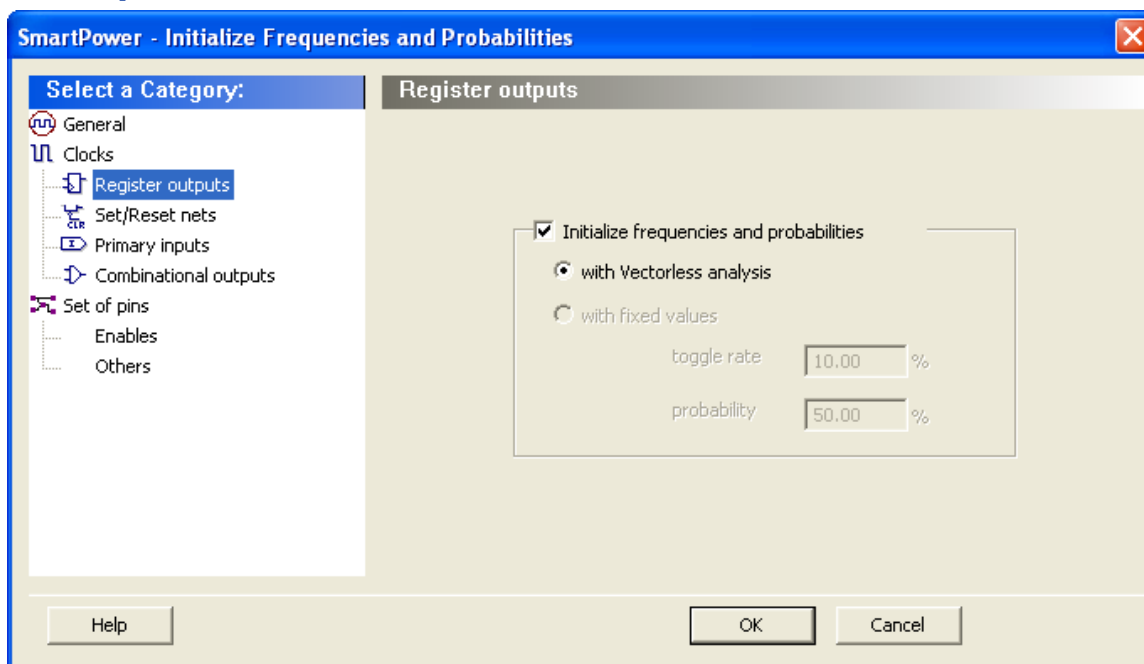 SmartPower - Initialize Frequencies and Probabilities
Select a Category:
Register outputs
General
Clocks
Register outputs
CLR
Set/Reset nets
Primary inputs
Combinational outputs
Set of pins
Enables
Others
Initialize frequencies and probabilities
with Vectorless analysis
with fixed values
toggle rate 10.00 %
probability 50.00 %
Help
OK
Cancel